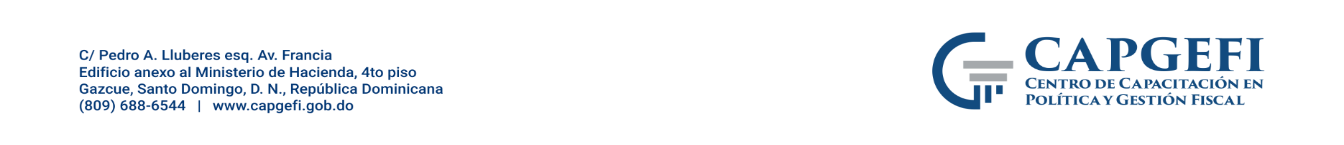 C/ Pedro A. Lluberes esq. Av. Francia
Edificio anexo al Ministerio de Hacienda, 4to piso
Gazcue, Santo Domingo, D. N., República Dominicana
(809) 688-6544 | www.capgefi.gob.do
CAPGEFI
CENTRO DE CAPACITACIÓN EN
POLÍTICA Y GESTIÓN FISCAL